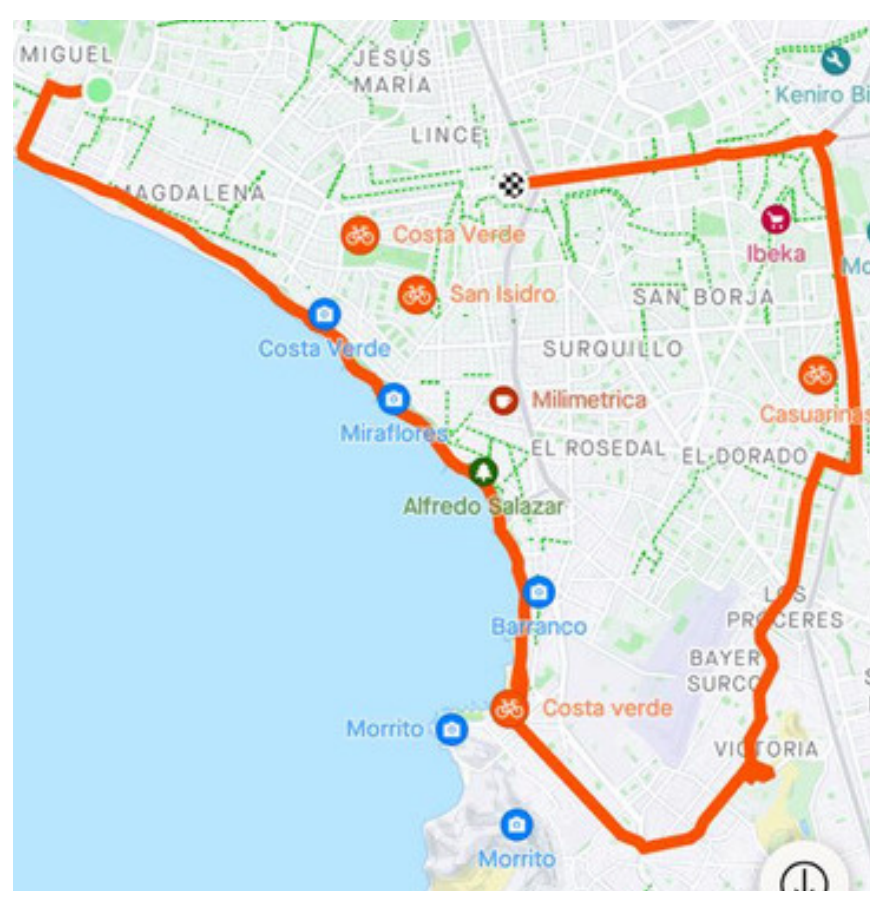 MIGUEL
JESÚS
MARÍA
Keniro Bi
LINCE
MAGDALENA
Costa Verde
Ibeka
Mo
San Isidro
SAN BORJA
Costa Verde
SURQUILLO
Milimetrica
Casuarinas
Miraflores
EL ROSEDAL
EL DORADO
Alfredo Salazar
LOS
PRÓCERES
Barranco
BAYER
SURCO
S
Costa verde
Morrito
VICTORIA
Morrito